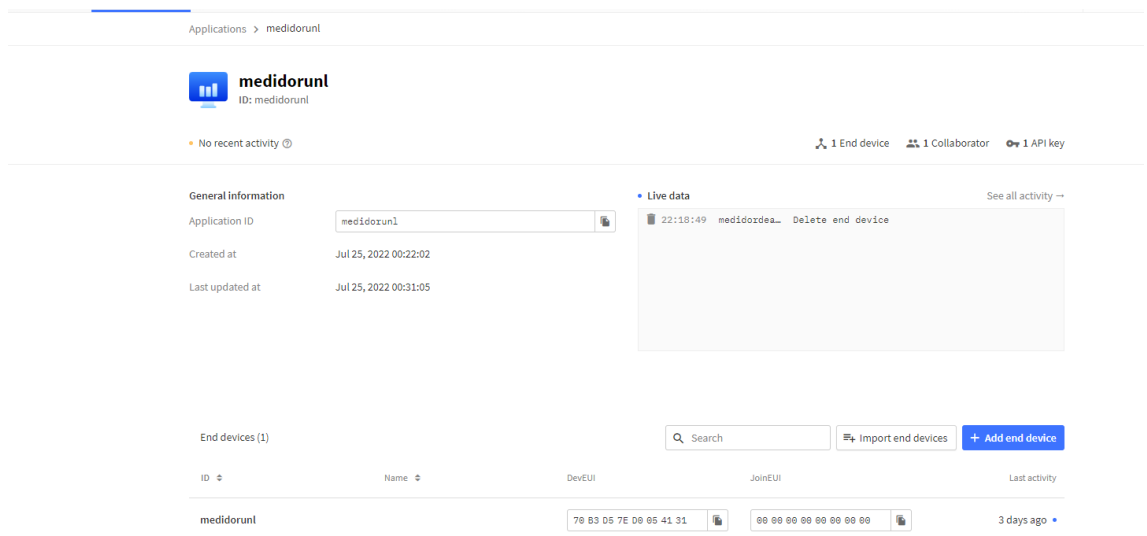 Applications > medidorunl
medidorunl
ID: medidorunl
No recent activity
1 End device 1 Collaborator 1 API key
General information
Application ID medidorunl
Created at Jul 25, 2022 00:22:02
Last updated at Jul 25, 2022 00:31:05
Live data See all activity →
22:18:49 medidordea… Delete end device
End devices (1) Search Import end devices + Add end device
ID Name DevEUI JoinEUI Last activity
medidorunl 70 B3 D5 7E D0 05 41 31 00 00 00 00 00 00 00 00 3 days ago